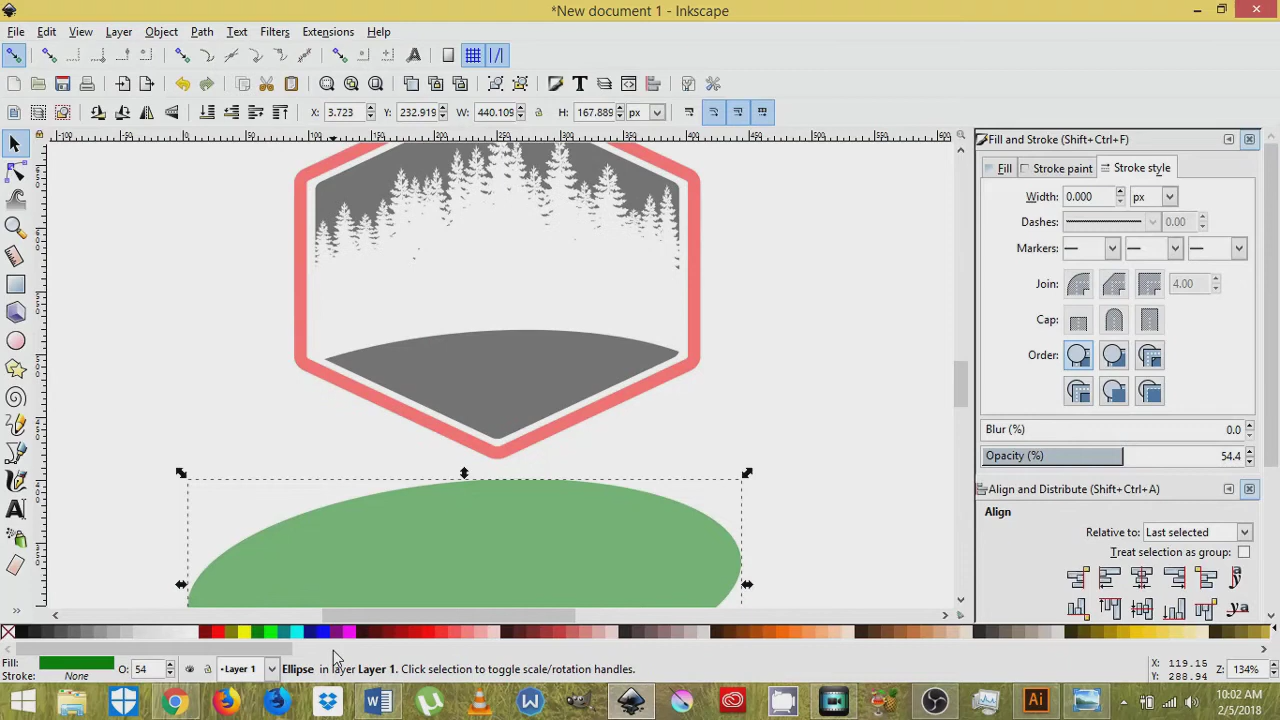 *New document 1 - Inkscape
File Edit View Layer Object Path Text Filters Extensions Help
X: 3.723 Y: 232.919 W: 440.109 H: 167.889 px
Fill and Stroke (Shift+Ctrl+F)
Fill Stroke paint Stroke style
Width: 0.000 px
Dashes: 0.00
Markers:
Join: 4.00
Cap:
Order:
Blur (%) 0.0
Opacity (%) 54.4
Align and Distribute (Shift+Ctrl+A)
Align
Relative to: Last selected
Treat selection as group:
Fill: O: 54 •Layer 1 Ellipse in layer Layer 1. Click selection to toggle scale/rotation handles. X: 119.15 Z: 134%
Stroke: None Y: 288.94
10:02 AM
2/5/2018